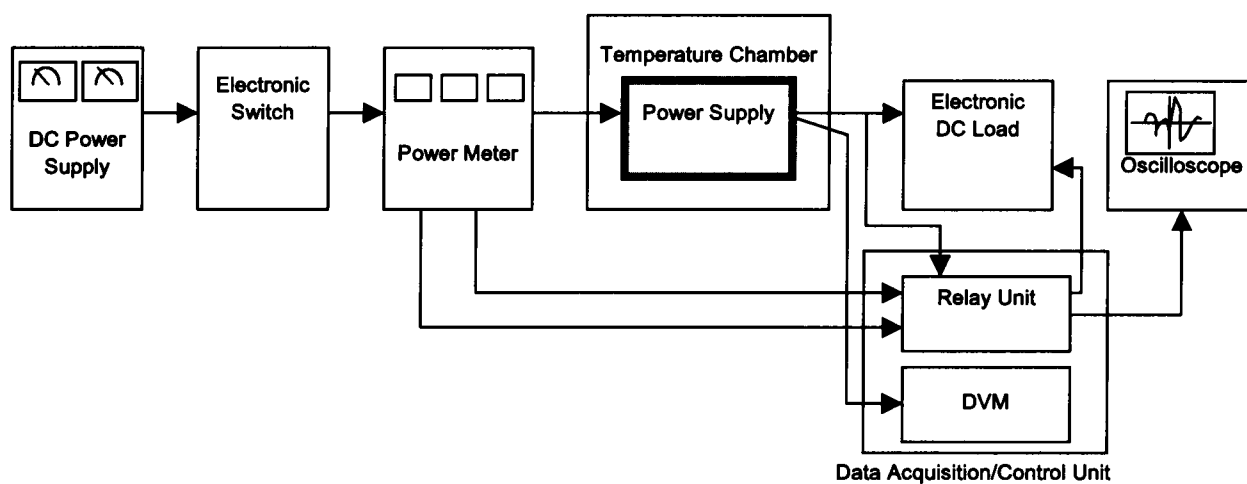 DC Power
Supply
Electronic
Switch
Power Meter
Temperature Chamber
Power Supply
Electronic
DC Load
Oscilloscope
Relay Unit
DVM
Data Acquisition/Control Unit